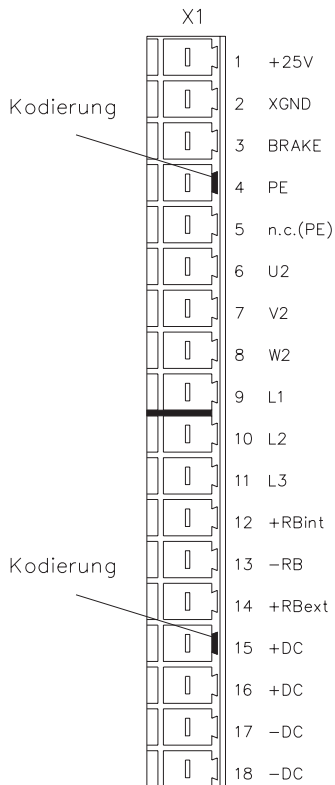 X1
1 +25V
2 XGND
Kodierung
3 BRAKE
4 PE
5 n.c.(PE)
6 U2
7 V2
8 W2
9 L1
10 L2
11 L3
12 +RBint
13 -RB
Kodierung
14 +RBext
15 +DC
16 +DC
17 -DC
18 -DC